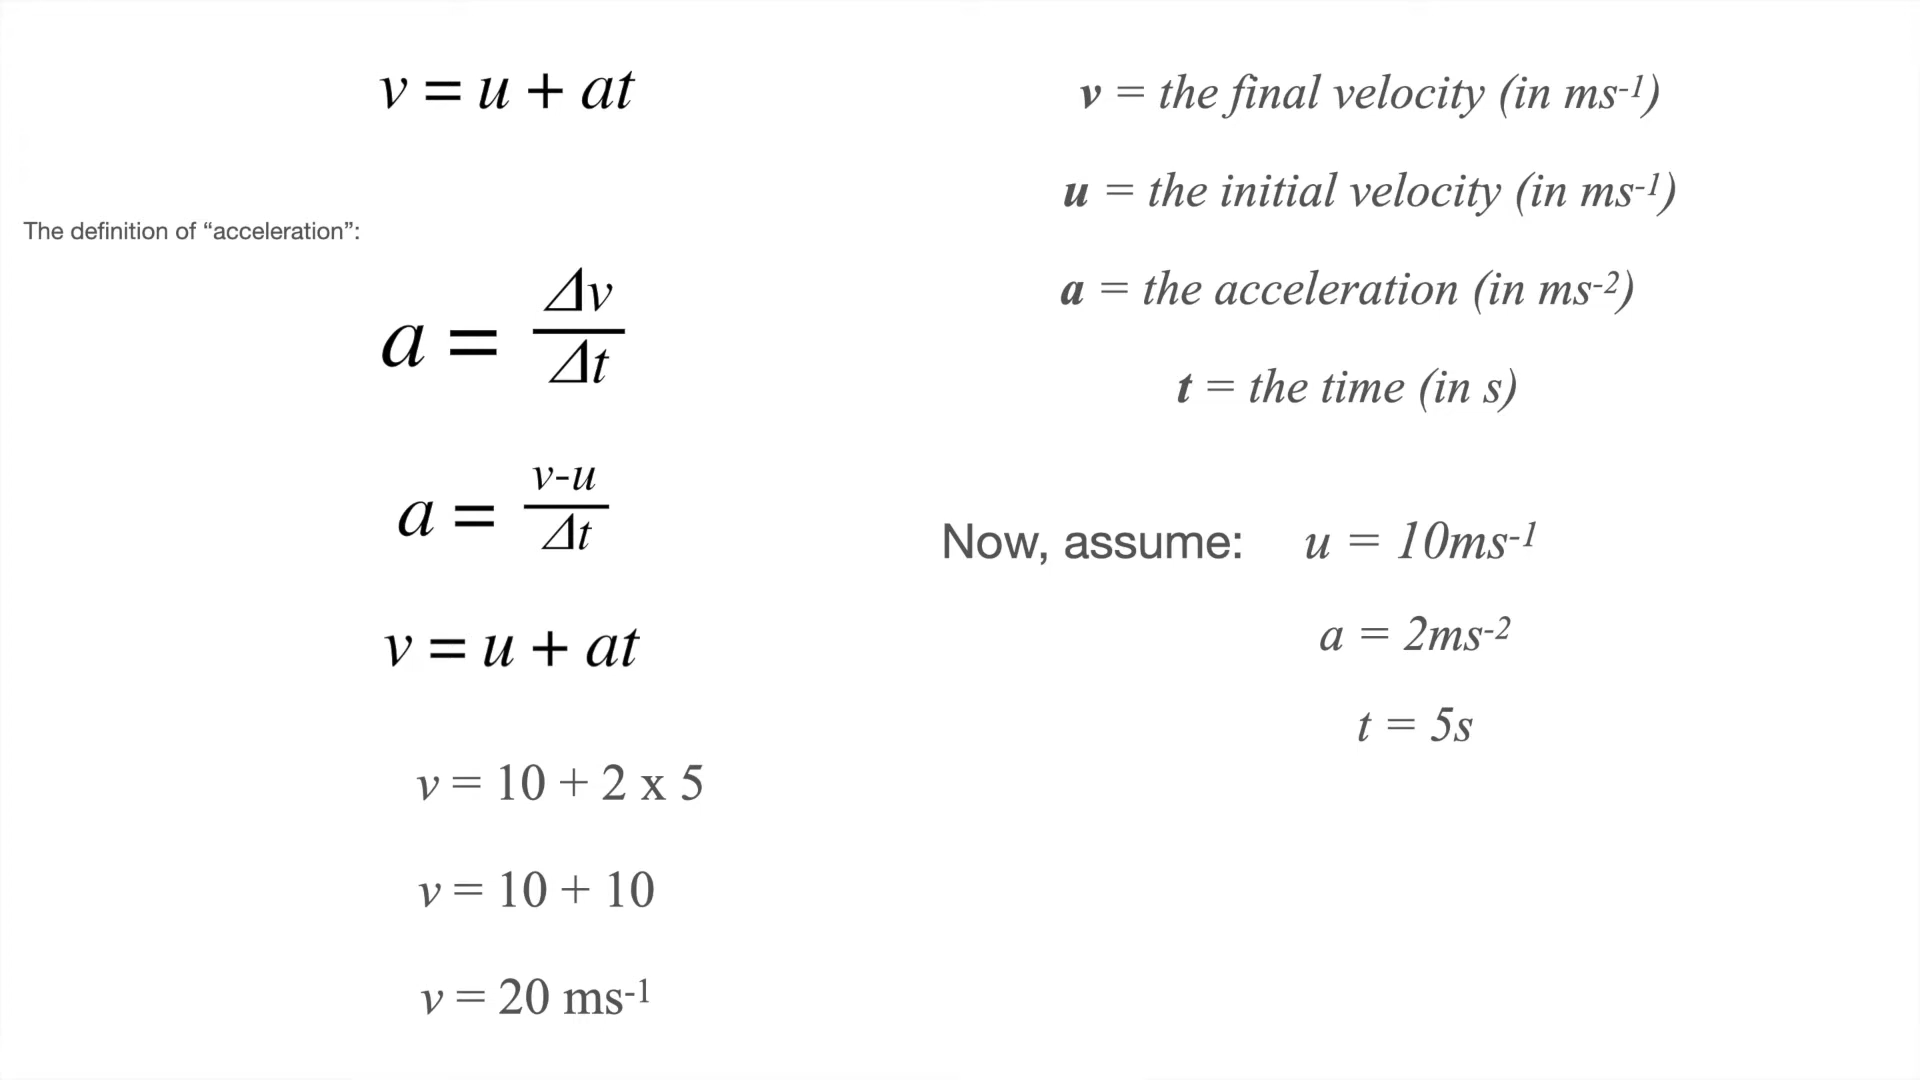 v = u + at
The definition of “acceleration”:
a = Δv/Δt
a = v-u/Δt
v = u + at
v = 10 + 2 x 5
v = 10 + 10
v = 20 ms-1
v = the final velocity (in ms-1)
u = the initial velocity (in ms-1)
a = the acceleration (in ms-2)
t = the time (in s)
Now, assume: u = 10ms-1
a = 2ms-2
t = 5s